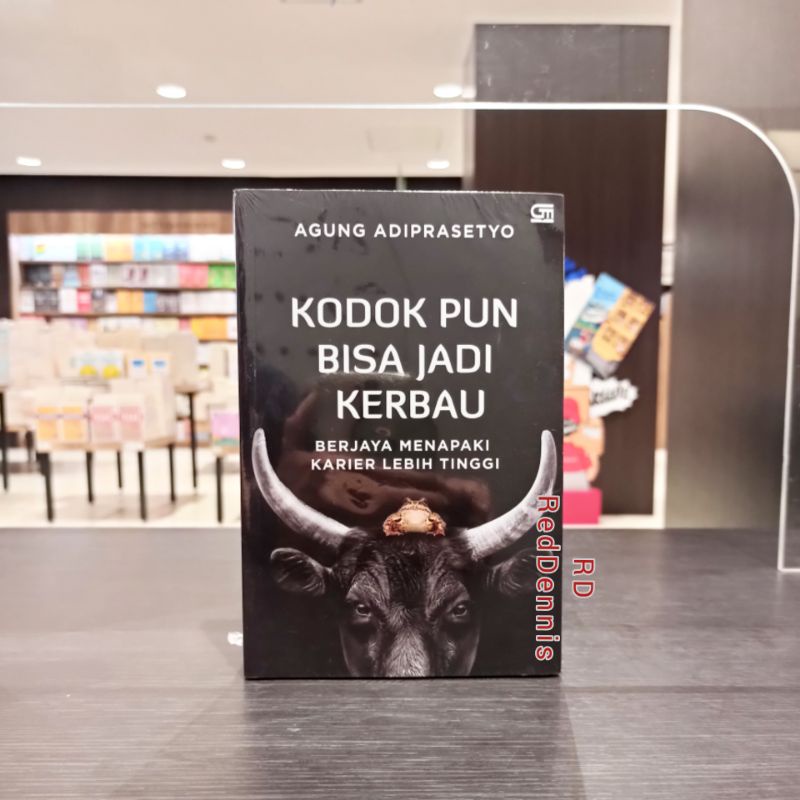 AGUNG ADIPRASETYO
KODOK PUN
BISA JADI
KERBAU
BERJAYA MENAPAKI
KARIER LEBIH TINGGI
RD
RedDennis